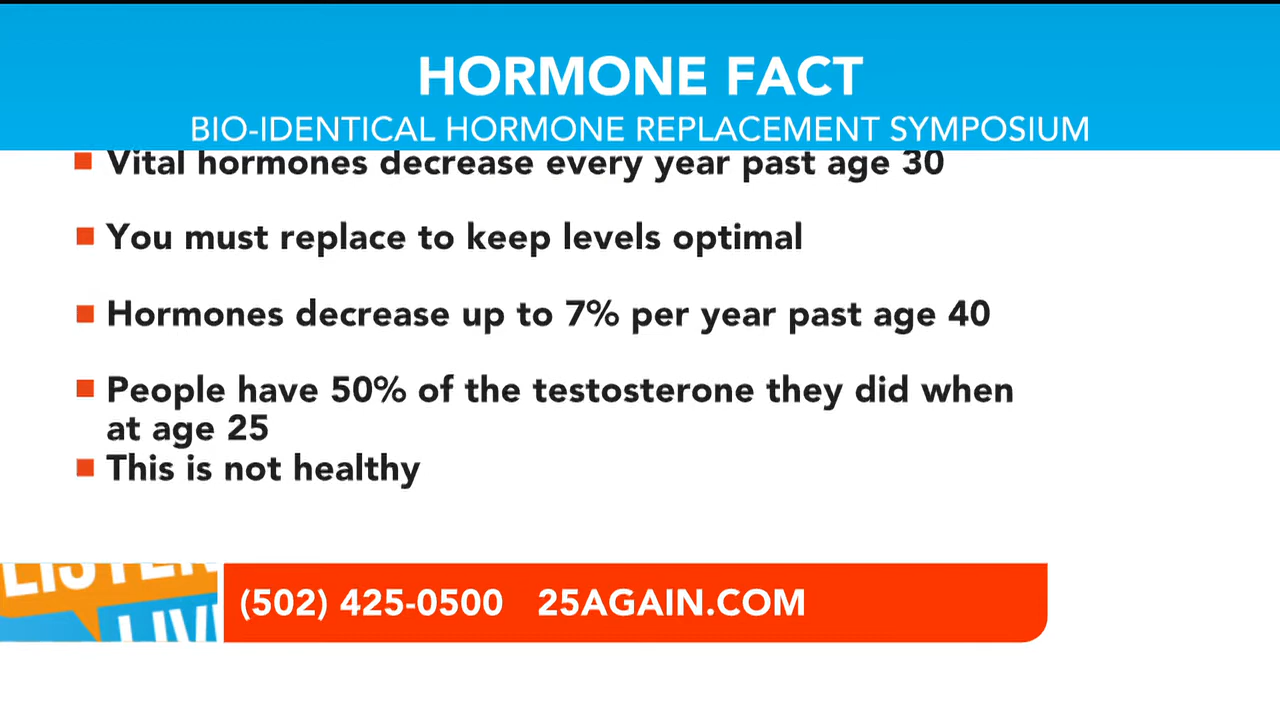 HORMONE FACT
BIO-IDENTICAL HORMONE REPLACEMENT SYMPOSIUM
Vital hormones decrease every year past age 30
You must replace to keep levels optimal
Hormones decrease up to 7% per year past age 40
People have 50% of the testosterone they did when
at age 25
This is not healthy
LISTEN
LIVE
(502) 425-0500 25AGAIN.COM